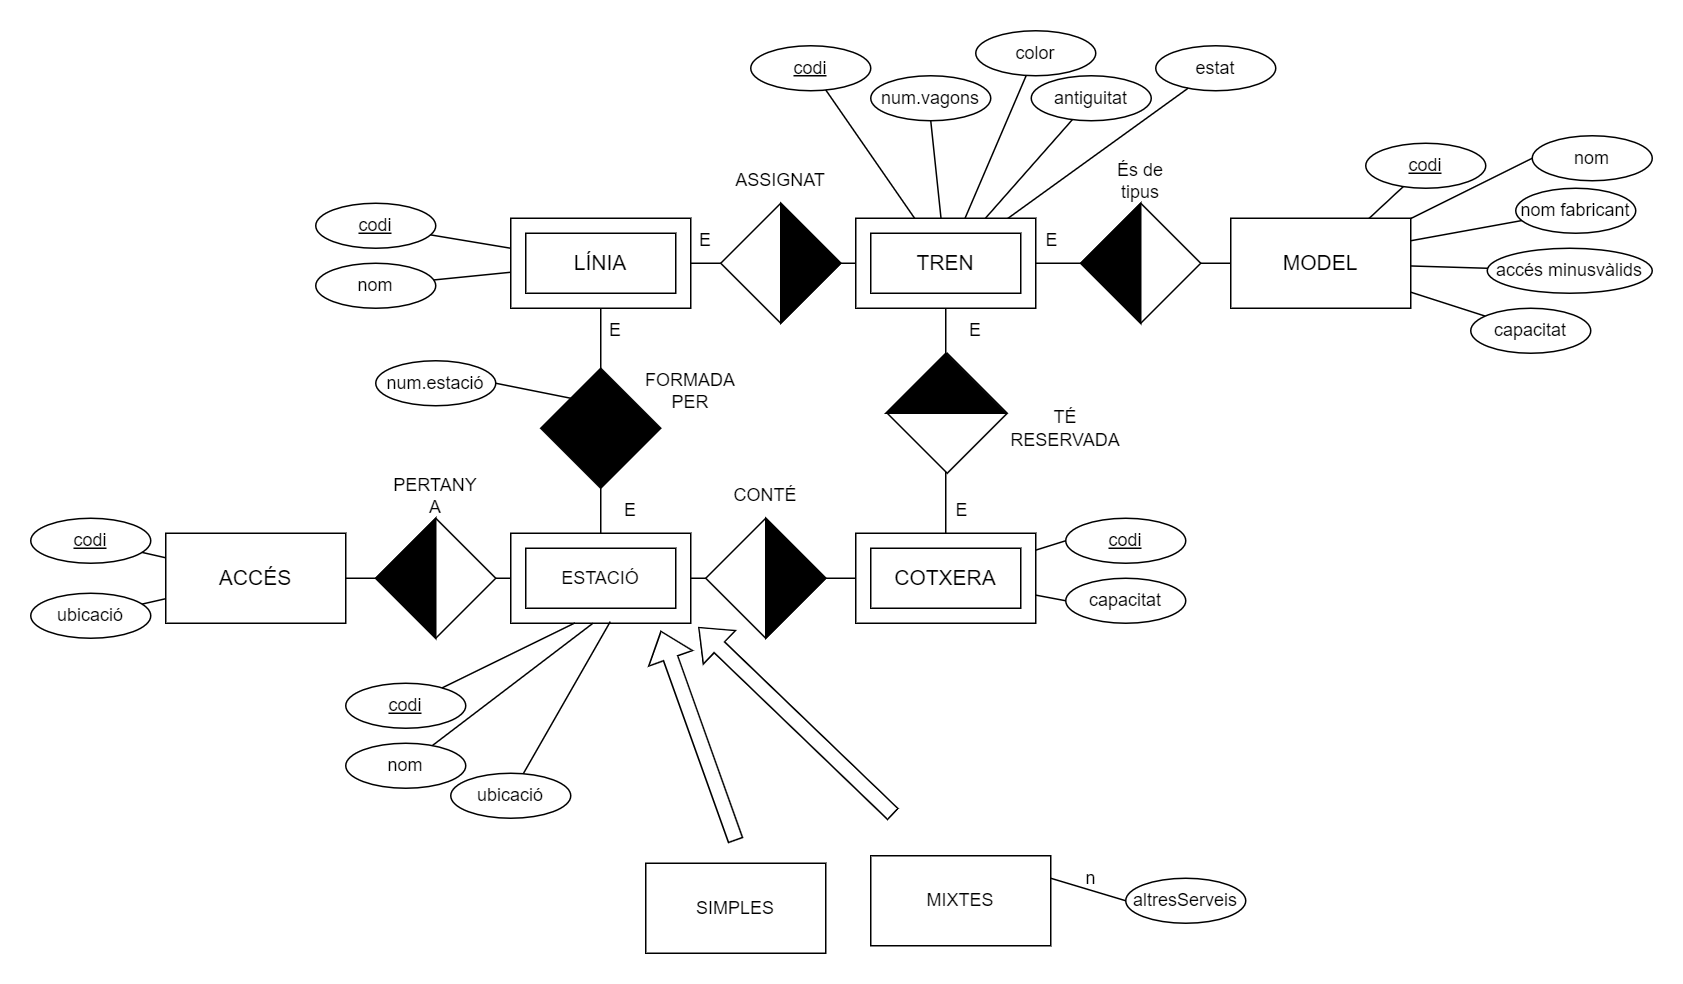 color
codi
estat
num.vagons
antiguitat
codi
nom
És de
tipus
ASSIGNAT
nom fabricant
codi
E
E
LÍNIA
TREN
MODEL
accés minusvàlids
nom
E
E
capacitat
num.estació
FORMADA
PER
TÉ
RESERVADA
PERTANY
A
CONTÉ
E
E
codi
codi
ACCÉS
ESTACIÓ
COTXERA
ubicació
capacitat
codi
nom
ubicació
n
SIMPLES
MIXTES
altresServeis